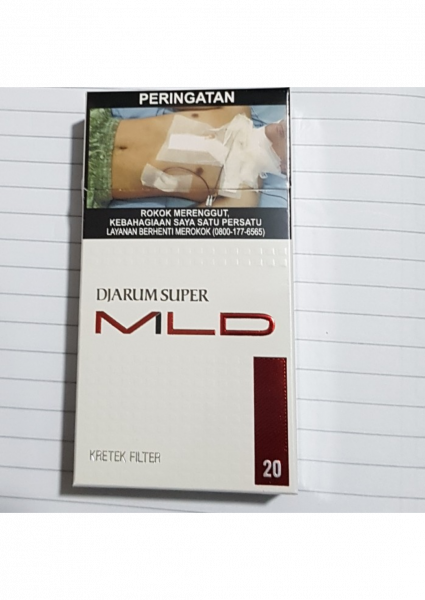 PERINGATAN
ROKOK MERENGGUT
KEBAHAGIAAN SAYA SATU PERSATU
LAYANAN BERHENTI MEROKOK (0800-177-6565)
DJARUM SUPER
MLD
KRETEK FILTER
20